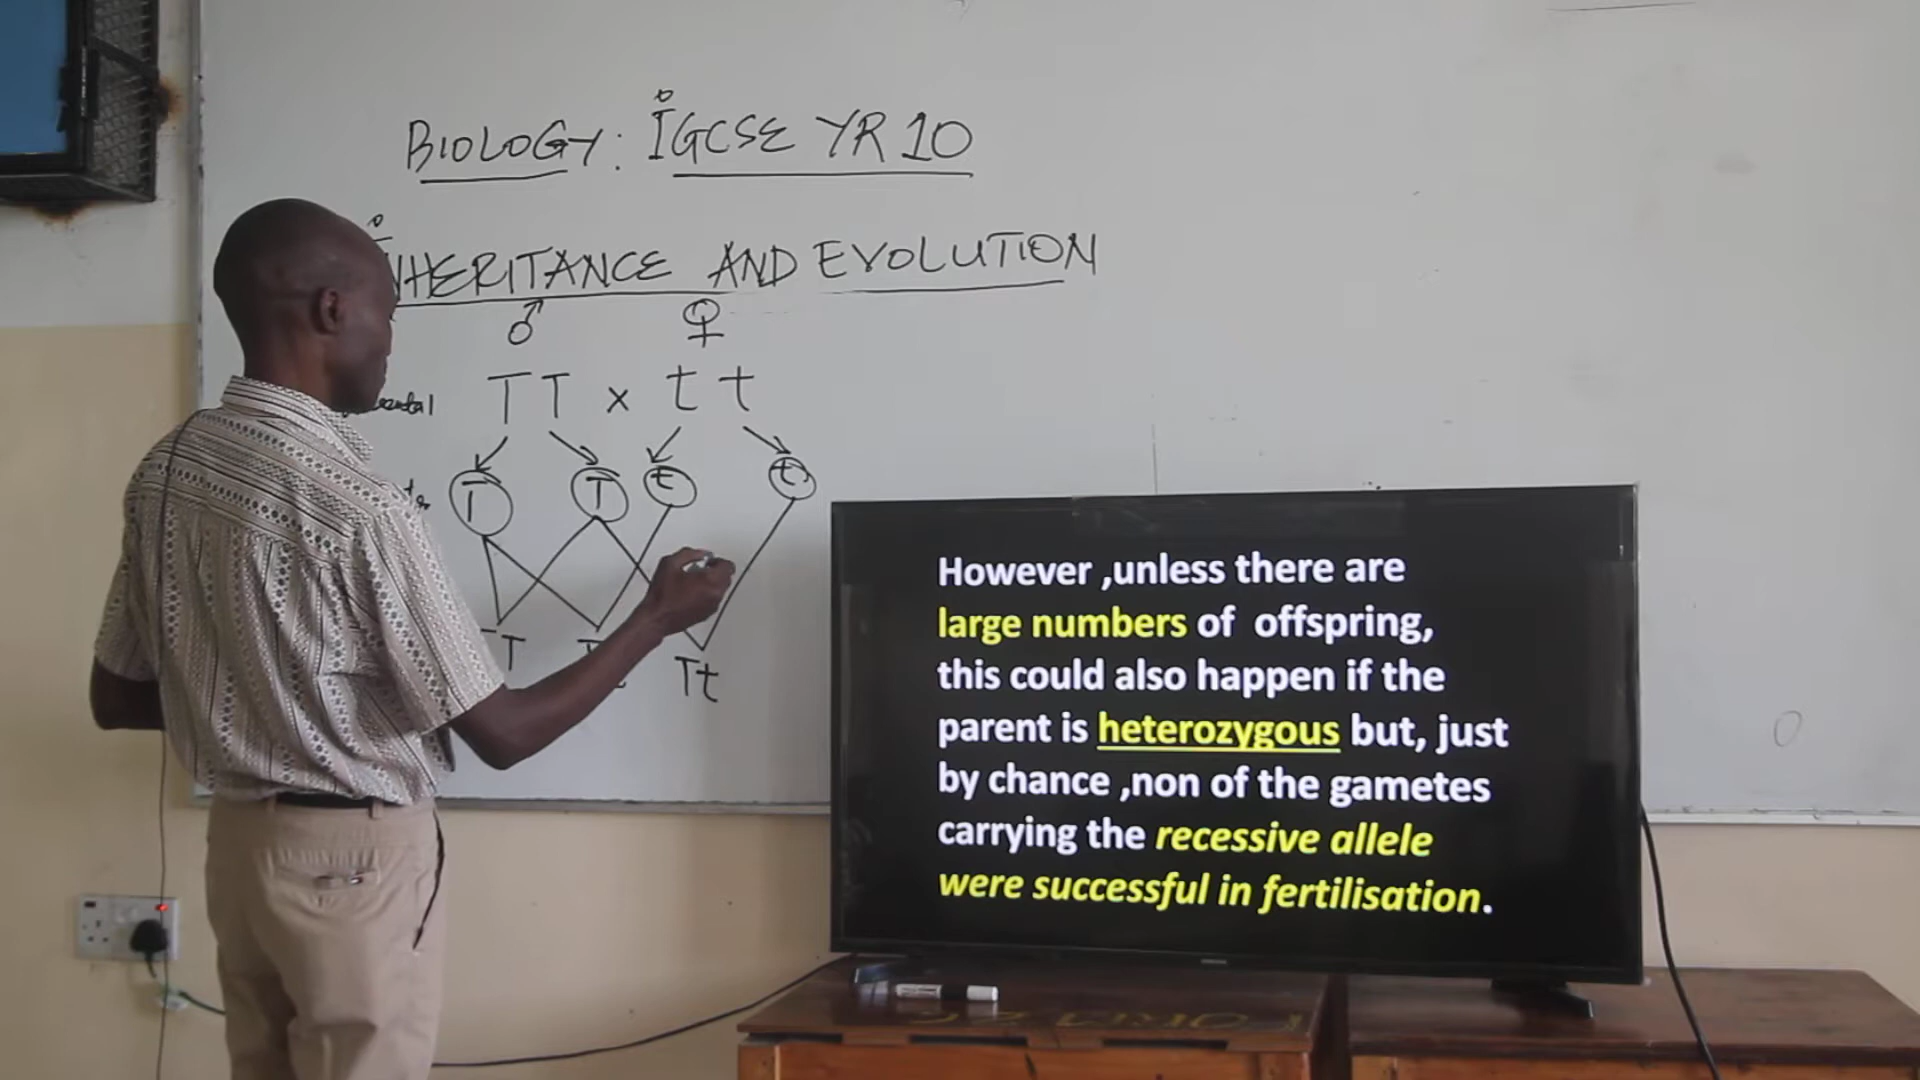 BIOLOGY: IGCSE YR 10
INHERITANCE AND EVOLUTION
♂ ♀
TT x tt
T T t t
Tt
However ,unless there are
large numbers of offspring,
this could also happen if the
parent is heterozygous but, just
by chance ,non of the gametes
carrying the recessive allele
were successful in fertilisation.